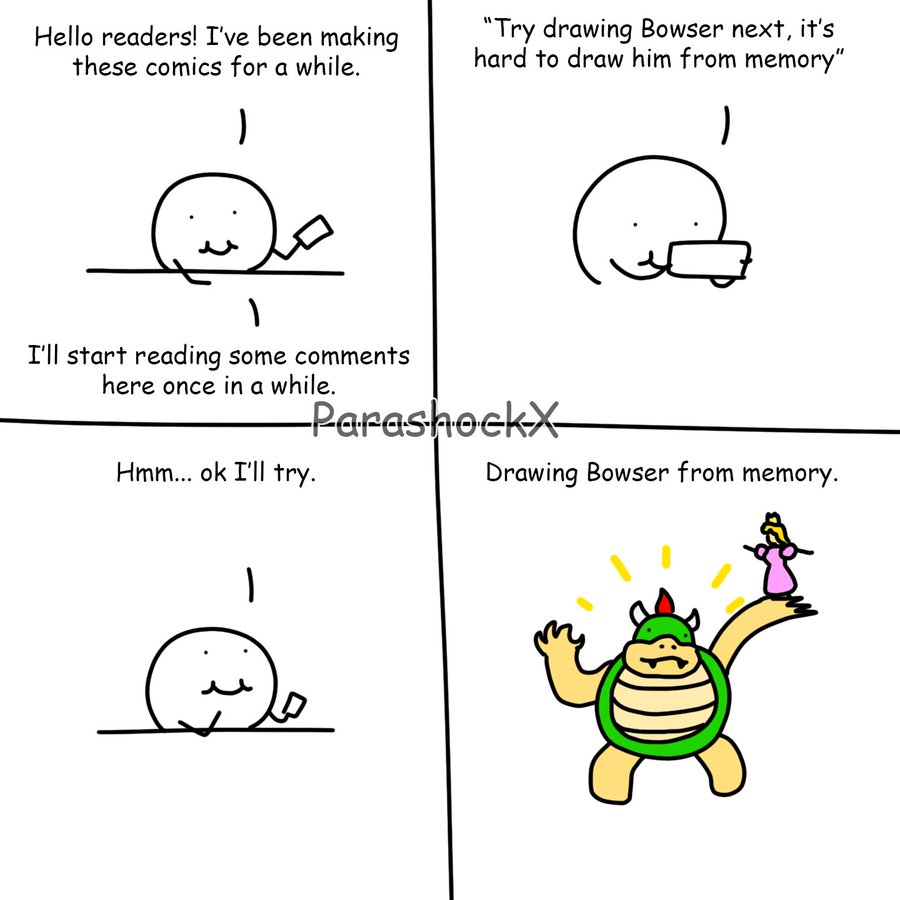 Hello readers! I've been making
these comics for a while.
I'll start reading some comments
here once in a while.
“Try drawing Bowser next, it's
hard to draw him from memory”
ParashockX
Hmm... ok I'll try.
Drawing Bowser from memory.